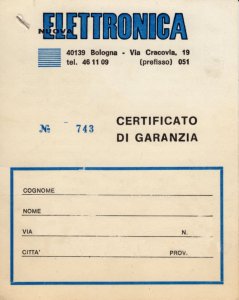 NUOVA ELETTRONICA
40139 Bologna - Via Cracovia, 19
tel. 46 11 09 (prefisso) 051
№ 743
CERTIFICATO
DI GARANZIA
COGNOME
NOME
VIA N.
CITTA' PROV.